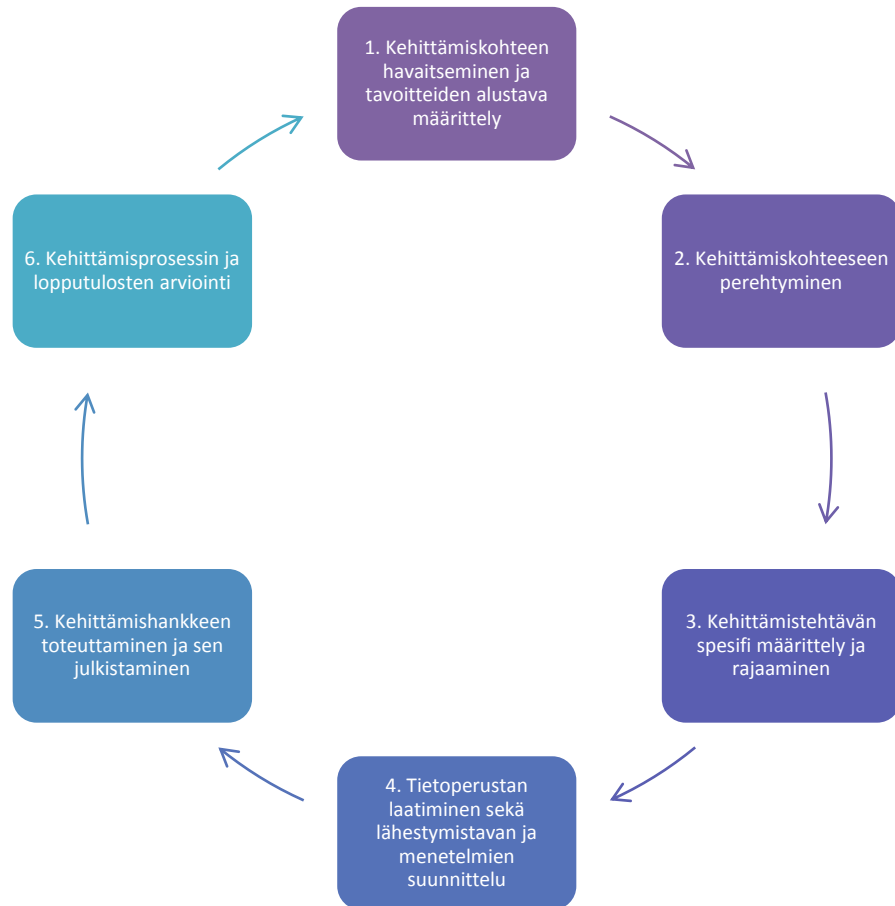 1. Kehittämiskohteen
havaitseminen ja
tavoitteiden alustava
määrittely
2. Kehittämiskohteeseen
perehtyminen
3. Kehittämistehtävän
spesifi määrittely ja
rajaaminen
4. Tietoperustan
laatiminen sekä
lähestymistavan ja
menetelmien
suunnittelu
5. Kehittämishankkeen
toteuttaminen ja sen
julkistaminen
6. Kehittämisprosessin ja
lopputulosten arviointi